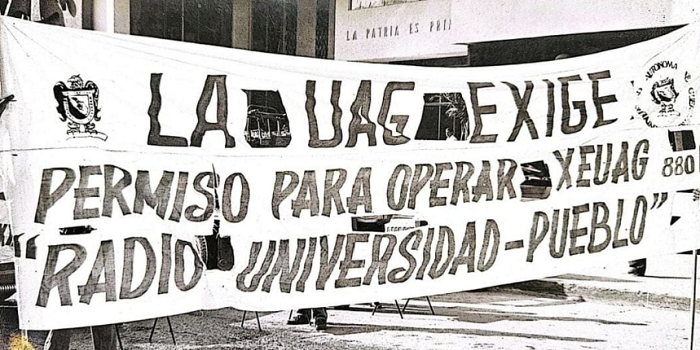 LA PATRIA ES PRI
LA UAG EXIGE
PERMISO PARA OPERAR XEUAG 880
"RADIO UNIVERSIDAD-PUEBLO"